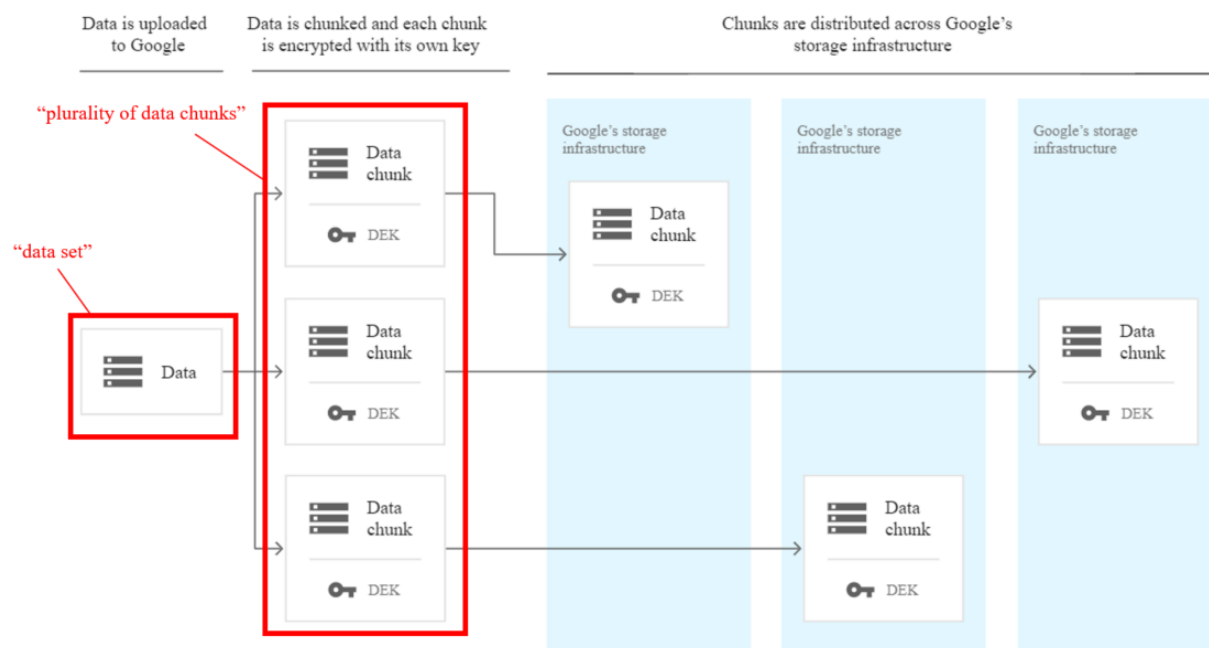 Data is uploaded
to Google
Data is chunked and each chunk
is encrypted with its own key
Chunks are distributed across Google’s
storage infrastructure
“plurality of data chunks”
“data set”
Data
Data
chunk
DEK
Data
chunk
DEK
Data
chunk
DEK
Google’s storage
infrastructure
Data
chunk
DEK
Google’s storage
infrastructure
Data
chunk
DEK
Google’s storage
infrastructure
Data
chunk
DEK